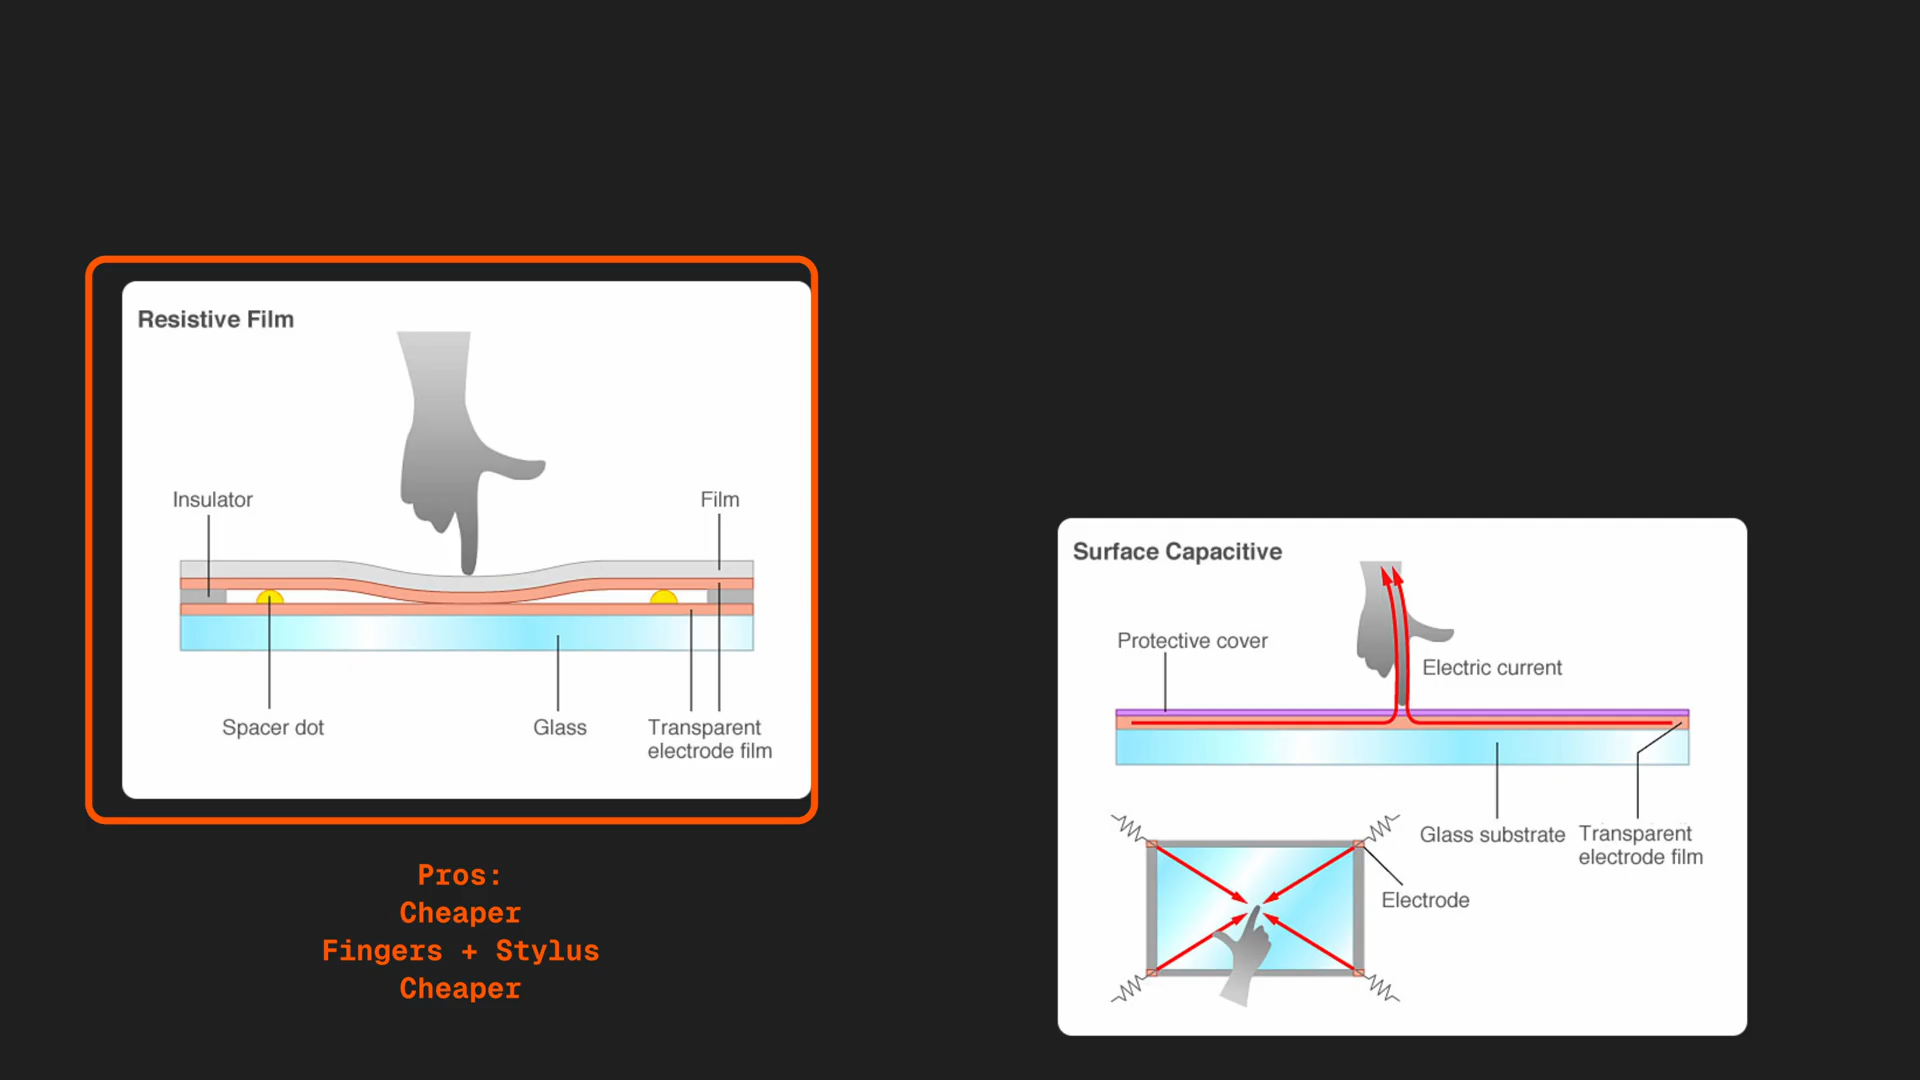 Resistive Film
Insulator
Film
Spacer dot
Glass
Transparent
electrode film
Pros:
Cheaper
Fingers + Stylus
Cheaper
Surface Capacitive
Protective cover
Electric current
Glass substrate
Transparent
electrode film
Electrode